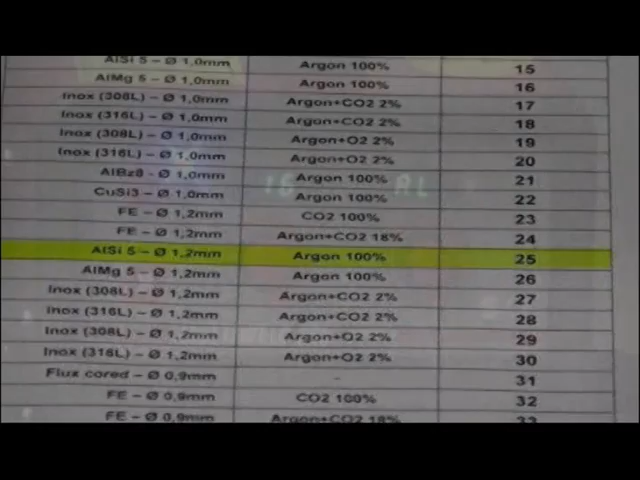 AlSi 5 – Ø 1,0mm Argon 100% 15
AlMg 5 – Ø 1,0mm Argon 100% 16
Inox (308L) – Ø 1,0mm Argon+CO2 2% 17
Inox (316L) – Ø 1,0mm Argon+CO2 2% 18
Inox (308L) – Ø 1,0mm Argon+O2 2% 19
Inox (316L) – Ø 1,0mm Argon+O2 2% 20
AlBz8 - Ø 1,0mm Argon 100% 21
CuSi3 – Ø 1,0mm Argon 100% 22
FE – Ø 1,2mm CO2 100% 23
FE – Ø 1,2mm Argon+CO2 18% 24
AlSi 5 – Ø 1,2mm Argon 100% 25
AlMg 5 – Ø 1,2mm Argon 100% 26
Inox (308L) – Ø 1,2mm Argon+CO2 2% 27
Inox (316L) – Ø 1,2mm Argon+CO2 2% 28
Inox (308L) – Ø 1,2mm Argon+O2 2% 29
Inox (316L) – Ø 1,2mm Argon+O2 2% 30
Flux cored – Ø 0,9mm - 31
FE – Ø 0,9mm CO2 100% 32
FE – Ø 0,9mm Argon+CO2 18% 33